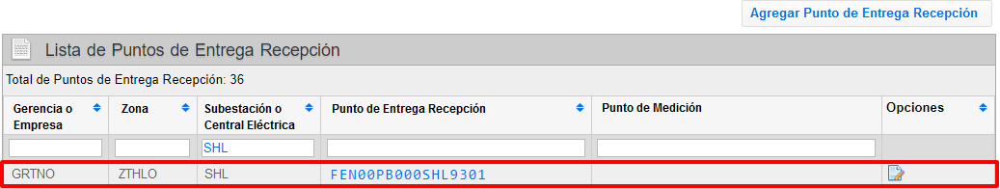 Agregar Punto de Entrega Recepción
Lista de Puntos de Entrega Recepción
Total de Puntos de Entrega Recepción: 36
Gerencia o Empresa
Zona
Subestación o Central Eléctrica
Punto de Entrega Recepción
Punto de Medición
Opciones
SHL
GRTNO ZTHLO SHL FEN00PB000SHL9301